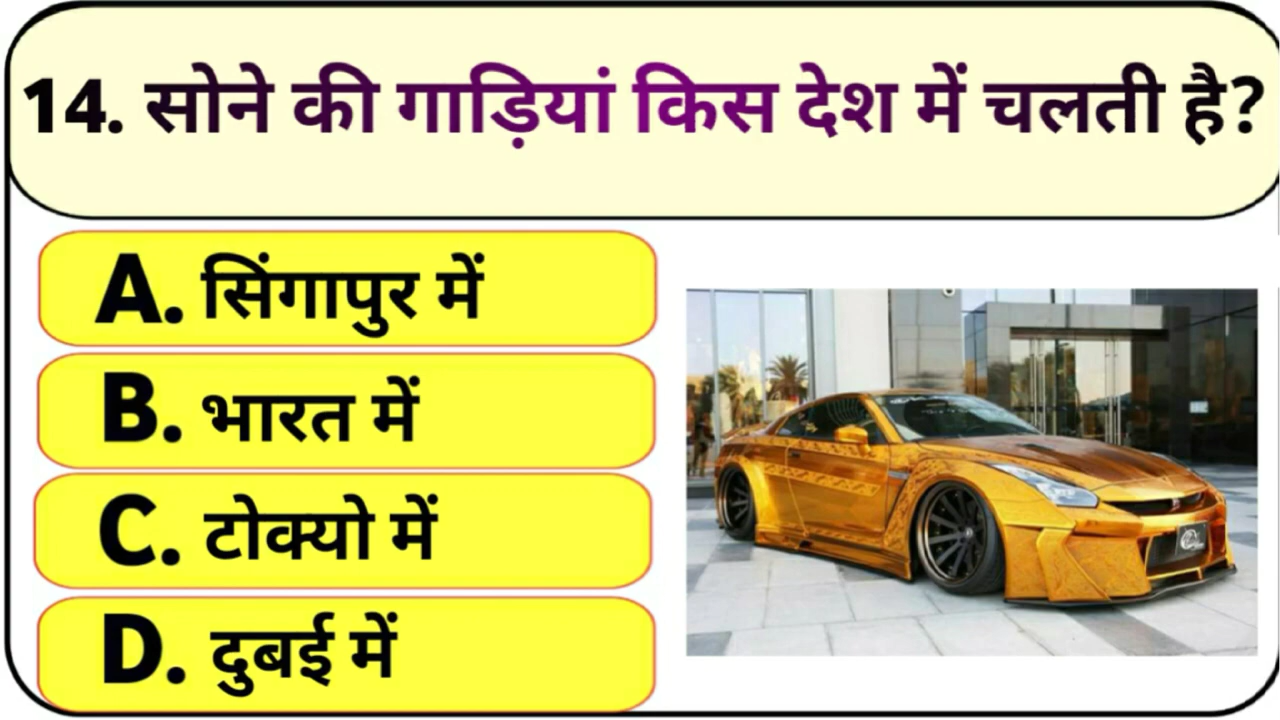 14. सोने की गाड़ियां किस देश में चलती है?
A. सिंगापुर में
B. भारत में
C. टोक्यो में
D. दुबई में